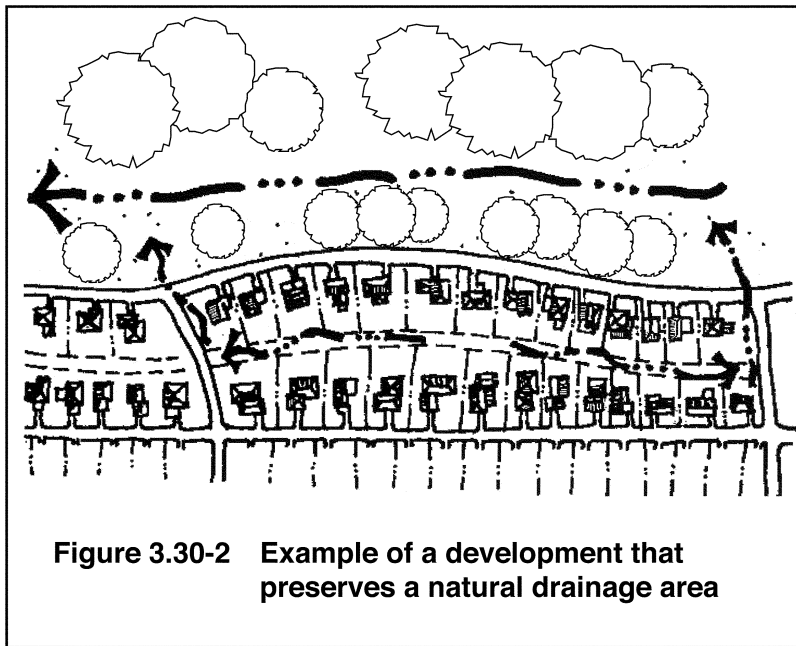 Figure 3.30-2 Example of a development that
preserves a natural drainage area